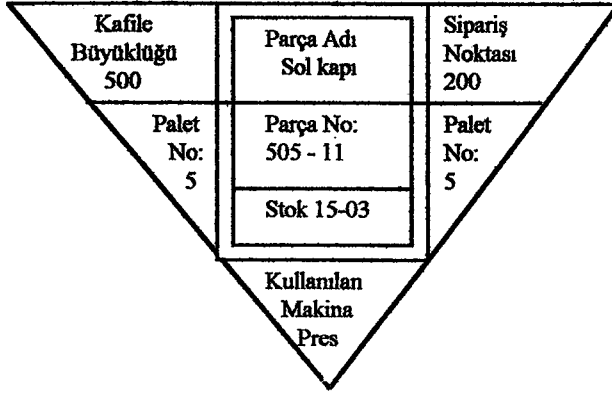 Kafile
Büyüklüğü
500
Parça Adı
Sol kapı
Sipariş
Noktası
200
Palet
No:
5
Parça No:
505 - 11
Palet
No:
5
Stok 15-03
Kullanılan
Makina
Pres